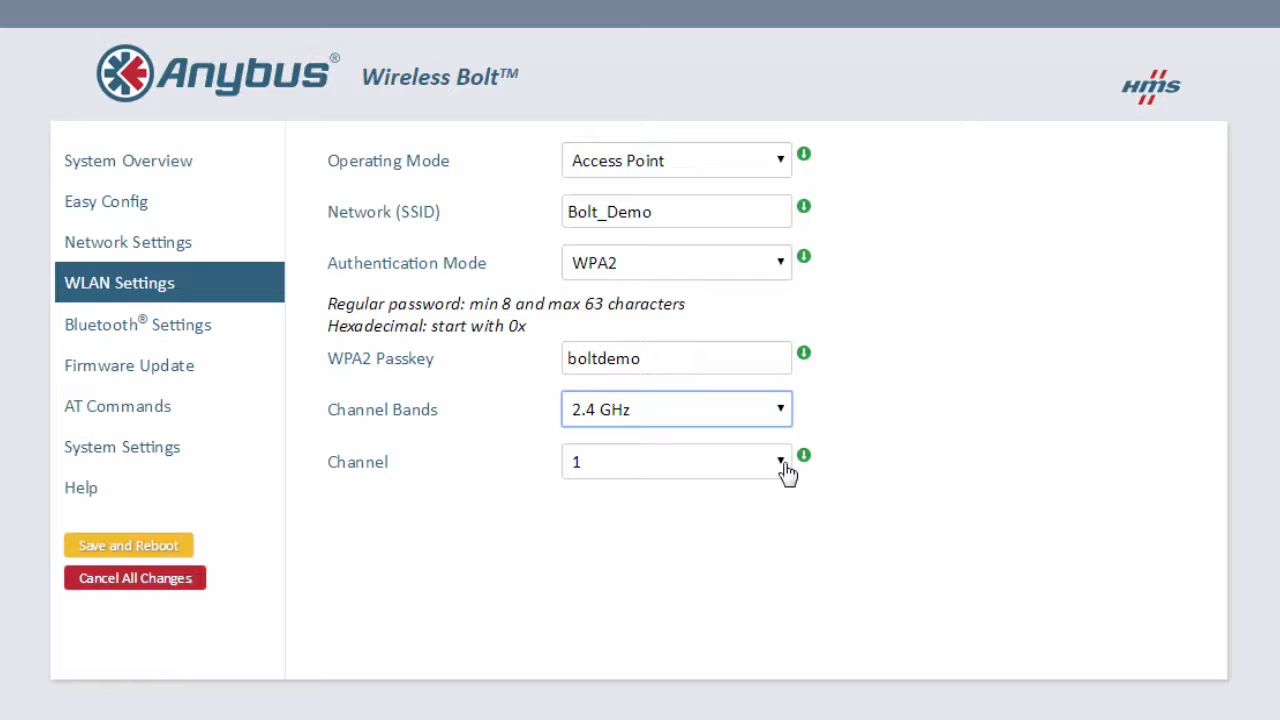 Anybus® Wireless Bolt™
HMS
System Overview
Easy Config
Network Settings
WLAN Settings
Bluetooth® Settings
Firmware Update
AT Commands
System Settings
Help
Save and Reboot
Cancel All Changes
Operating Mode Access Point
Network (SSID) Bolt_Demo
Authentication Mode WPA2
Regular password: min 8 and max 63 characters
Hexadecimal: start with 0x
WPA2 Passkey boltdemo
Channel Bands 2.4 GHz
Channel 1